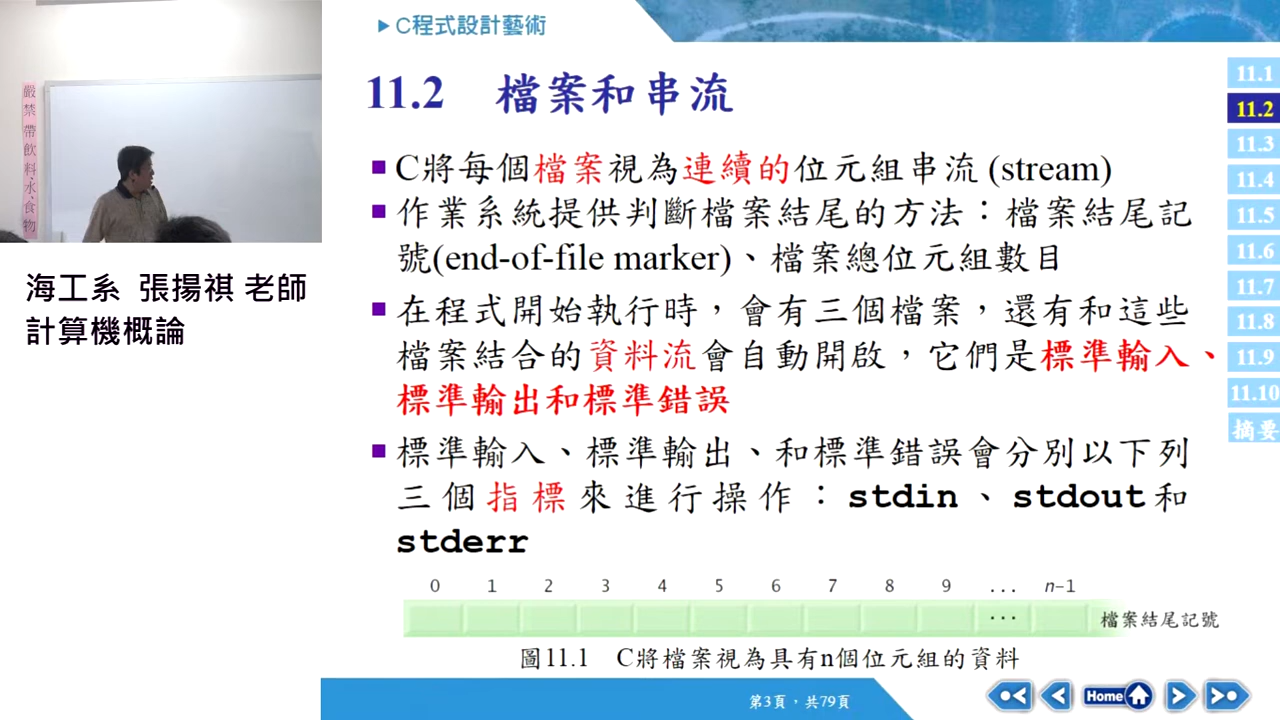 C程式設計藝術
嚴禁帶飲料、水、食物
海工系 張揚祺 老師
計算機概論
11.2 檔案和串流
C將每個檔案視為連續的位元組串流 (stream)
作業系統提供判斷檔案結尾的方法：檔案結尾記
號(end-of-file marker)、檔案總位元組數目
在程式開始執行時，會有三個檔案，還有和這些
檔案結合的資料流會自動開啟，它們是標準輸入、
標準輸出和標準錯誤
標準輸入、標準輸出、和標準錯誤會分別以下列
三個指標來進行操作：stdin、stdout和
stderr
0 1 2 3 4 5 6 7 8 9 ... n-1
... 檔案結尾記號
圖11.1 C將檔案視為具有n個位元組的資料
第3頁，共79頁
Home
11.1
11.2
11.3
11.4
11.5
11.6
11.7
11.8
11.9
11.10
摘要